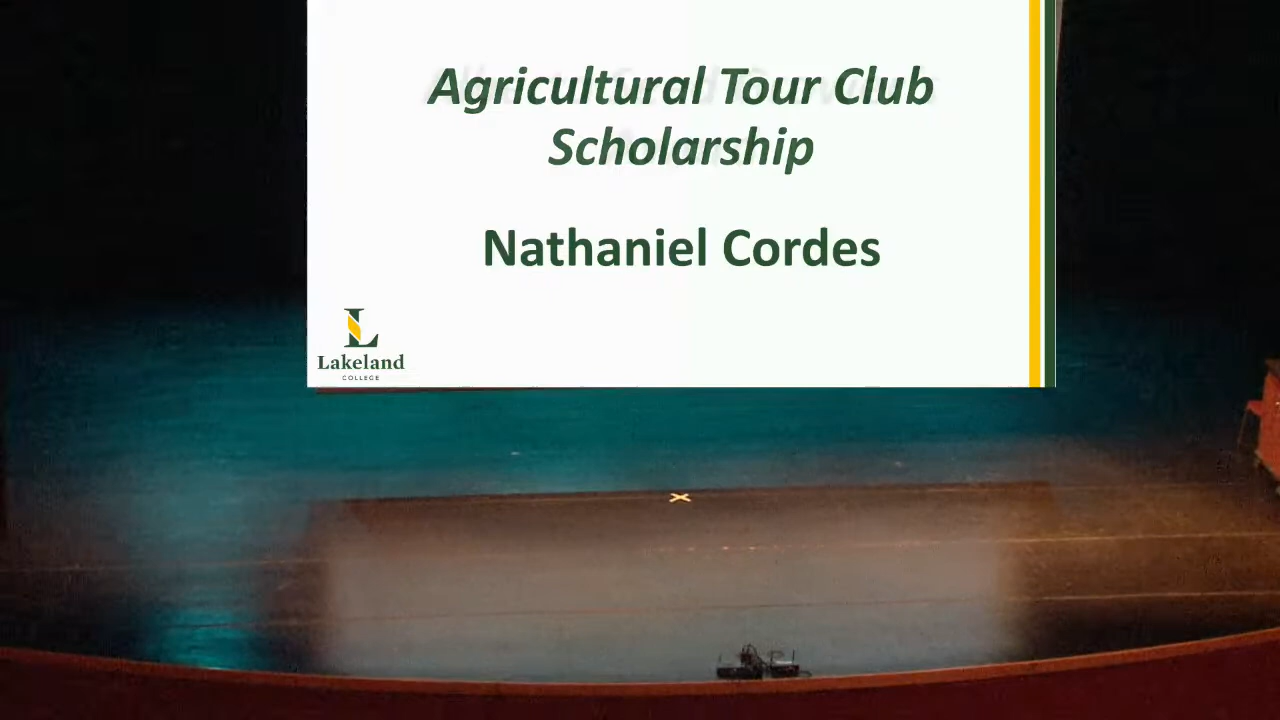 Agricultural Tour Club
Scholarship
Nathaniel Cordes
Lakeland
COLLEGE